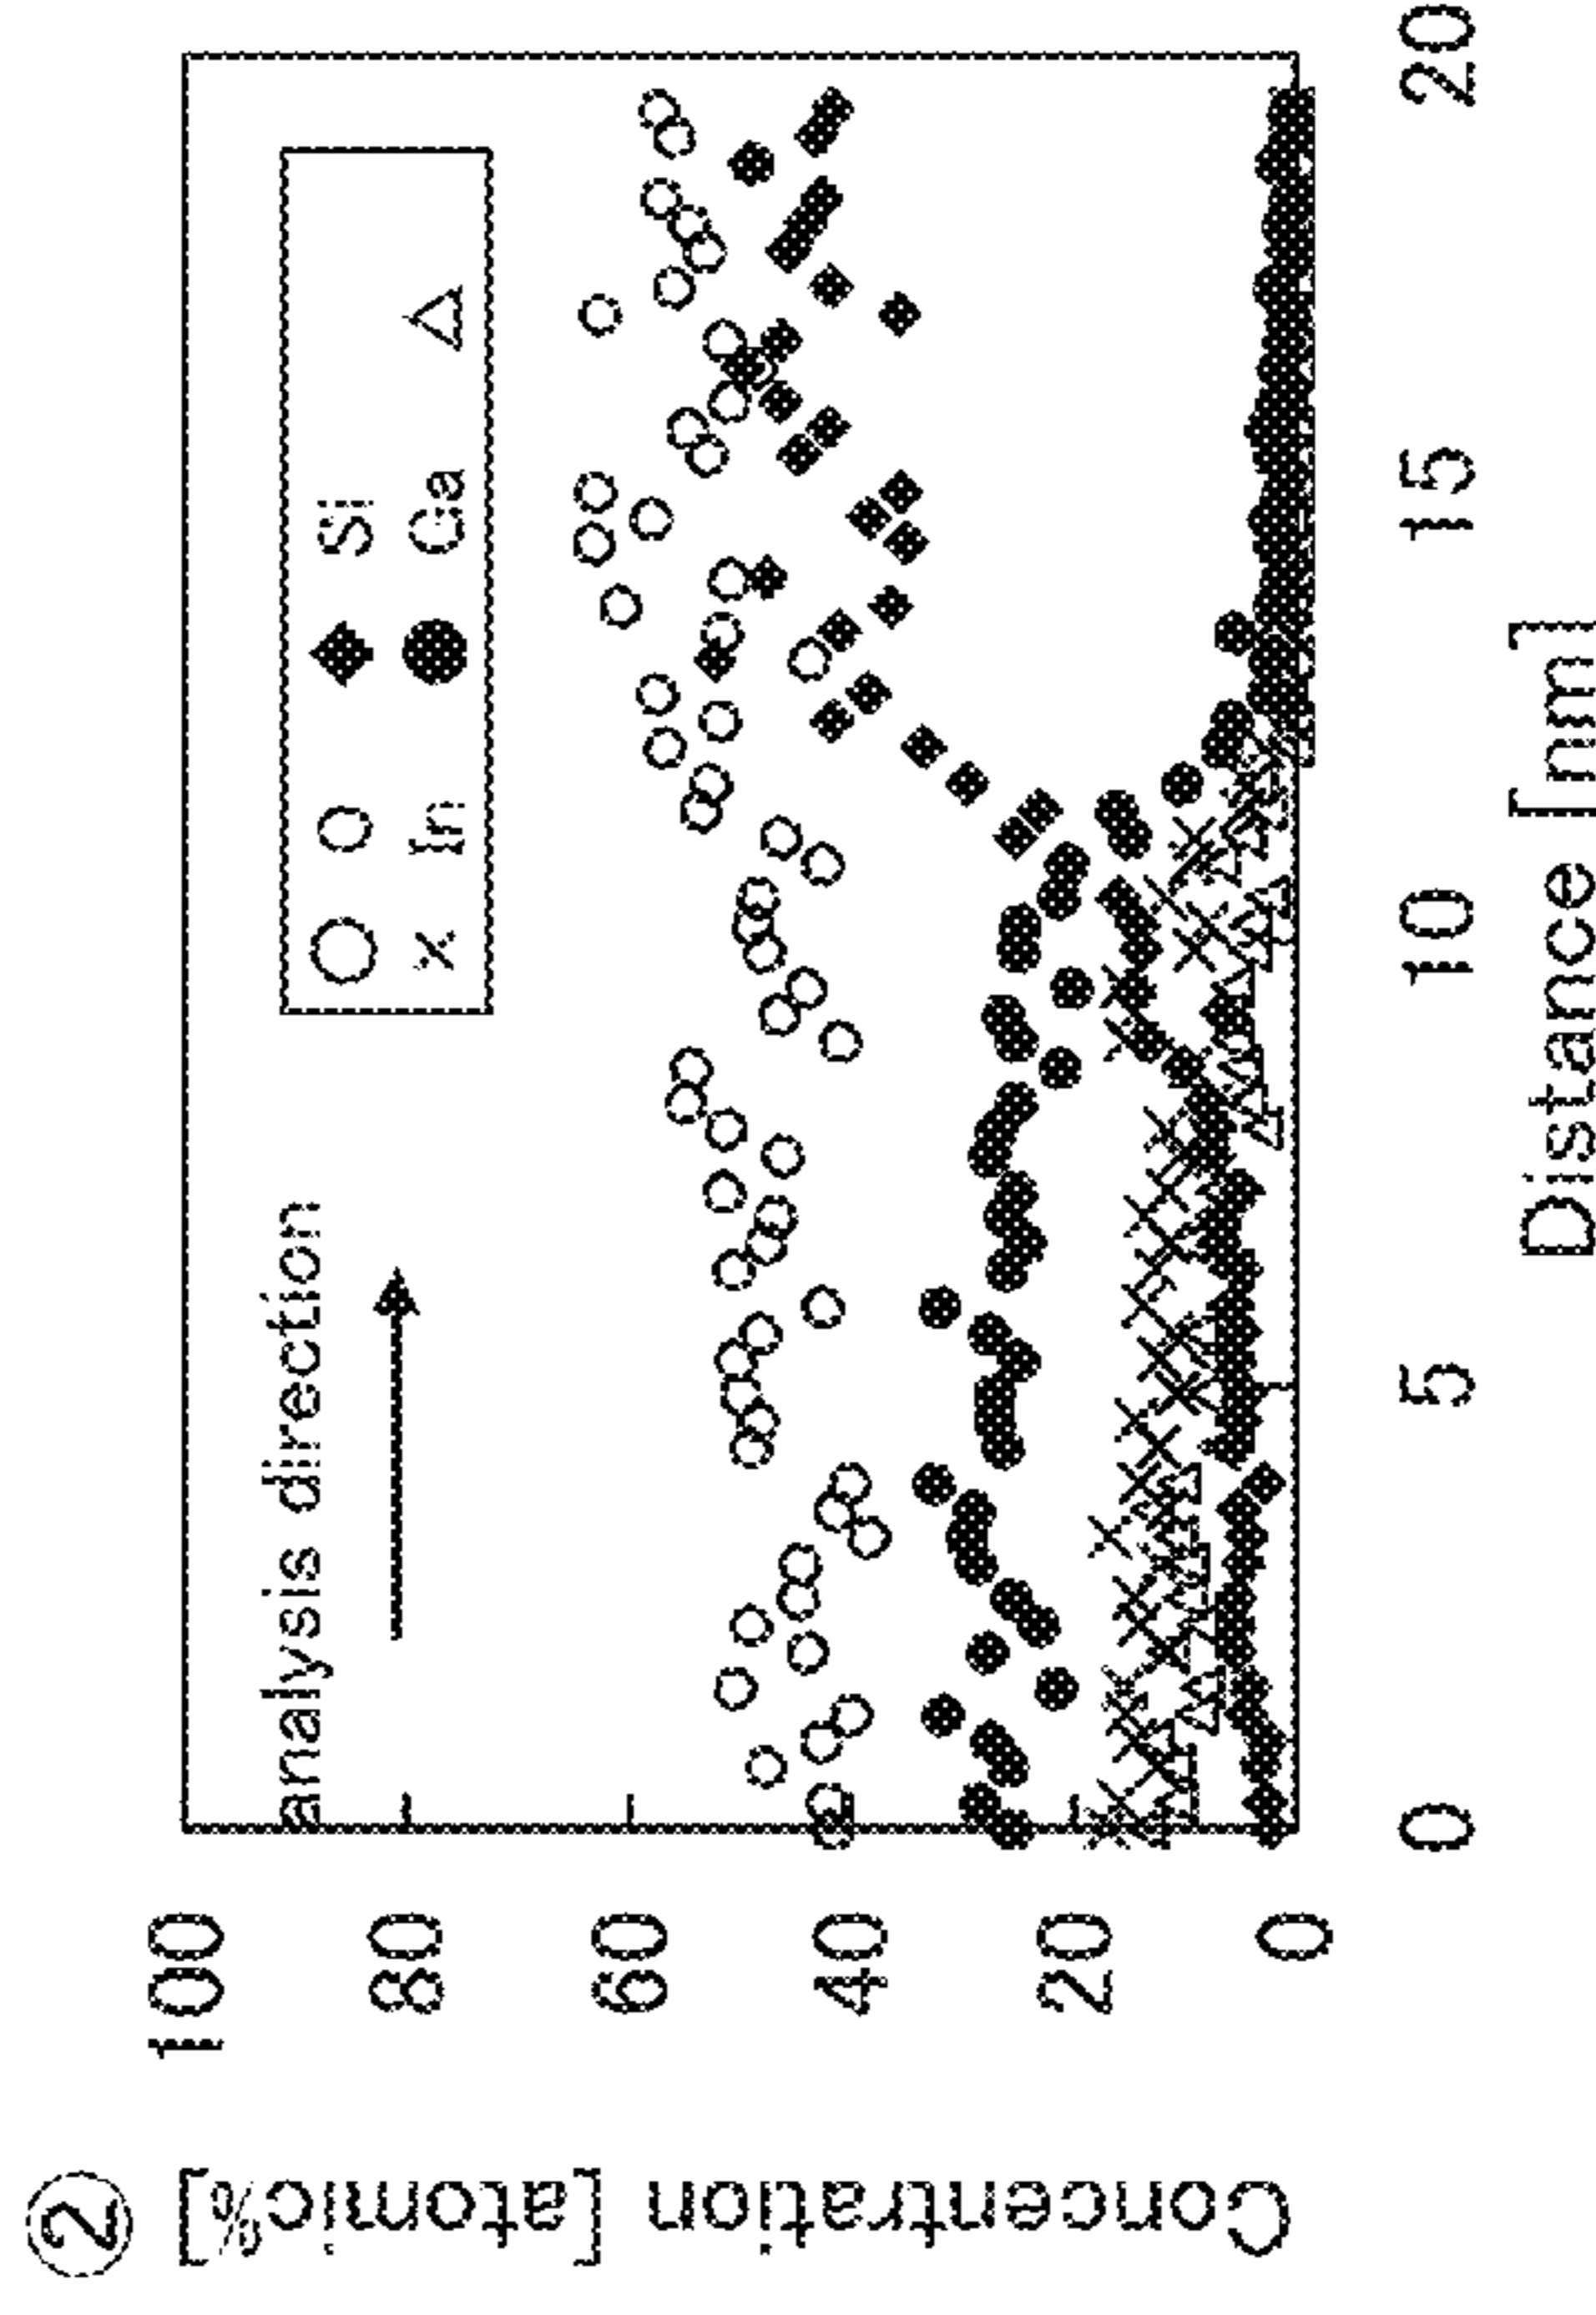 ②
Concentration [atomic%]
100
80
60
40
20
0
analysis direction
○ O ◆ Si
× In ● Ga △
0 5 10 15 20
Distance [nm]